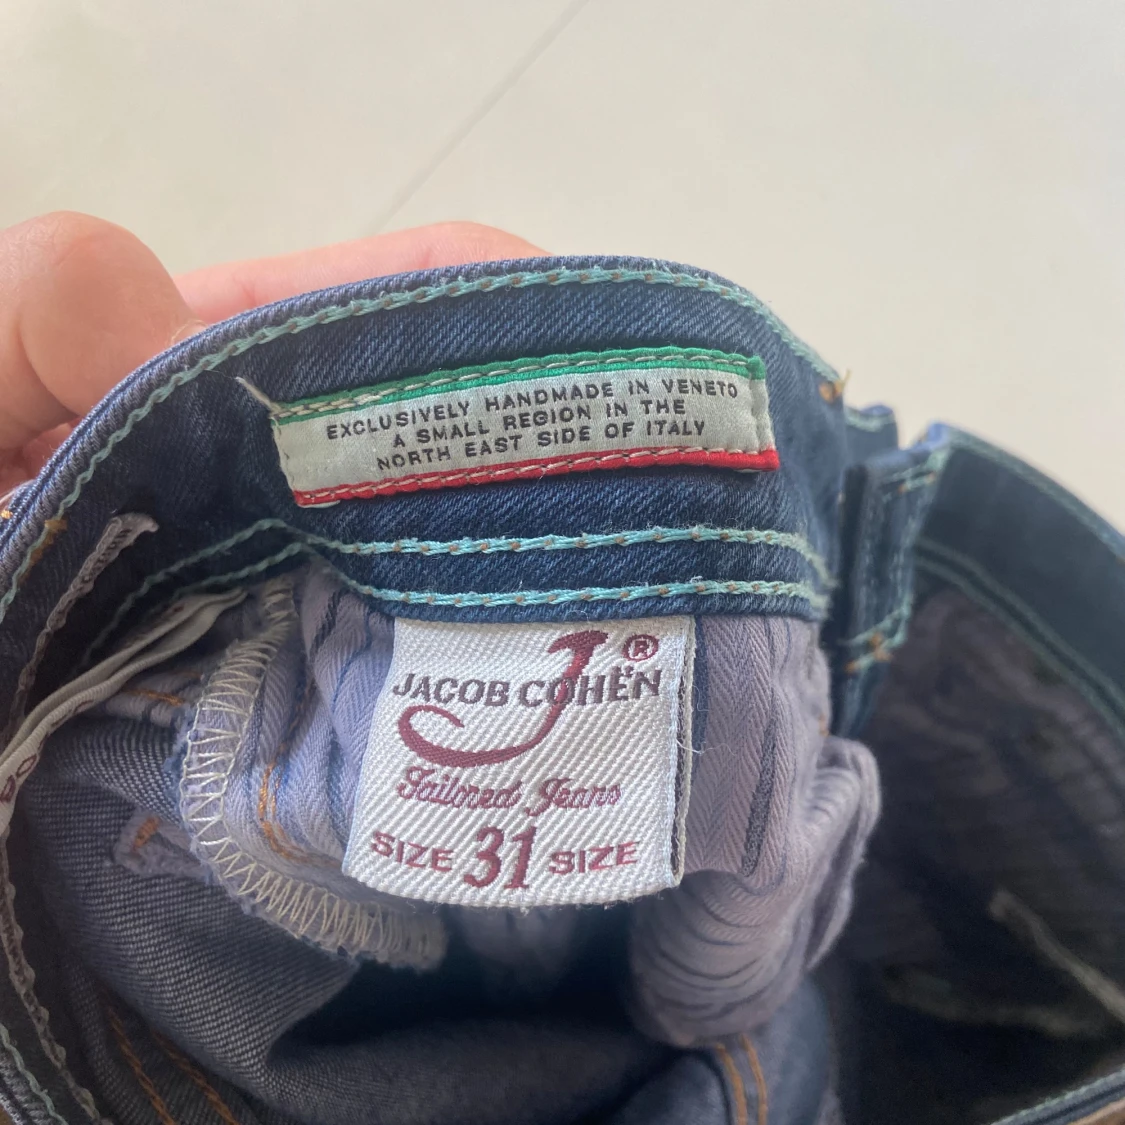 EXCLUSIVELY HANDMADE IN VENETO
A SMALL REGION IN THE
NORTH EAST SIDE OF ITALY
J ®
JACOB COHËN
Tailored Jeans
SIZE 31 SIZE